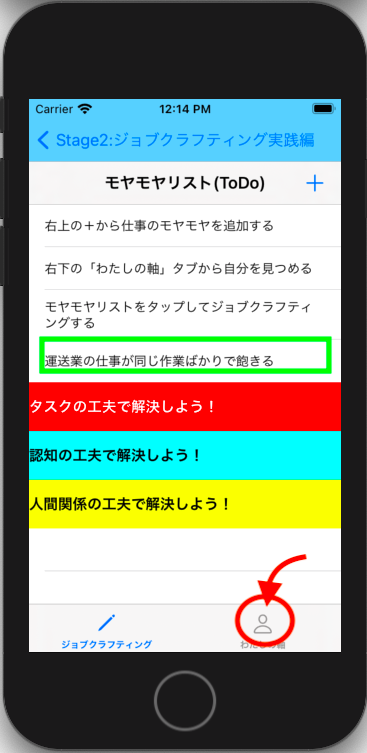 Carrier 12:14 PM
Stage2:ジョブクラフティング実践編
モヤモヤリスト(ToDo) +
右上の＋から仕事のモヤモヤを追加する
右下の「わたしの軸」タブから自分を見つめる
モヤモヤリストをタップしてジョブクラフティ
ングする
運送業の仕事が同じ作業ばかりで飽きる
タスクの工夫で解決しよう！
認知の工夫で解決しよう！
人間関係の工夫で解決しよう！
ジョブクラフティング わたしの軸